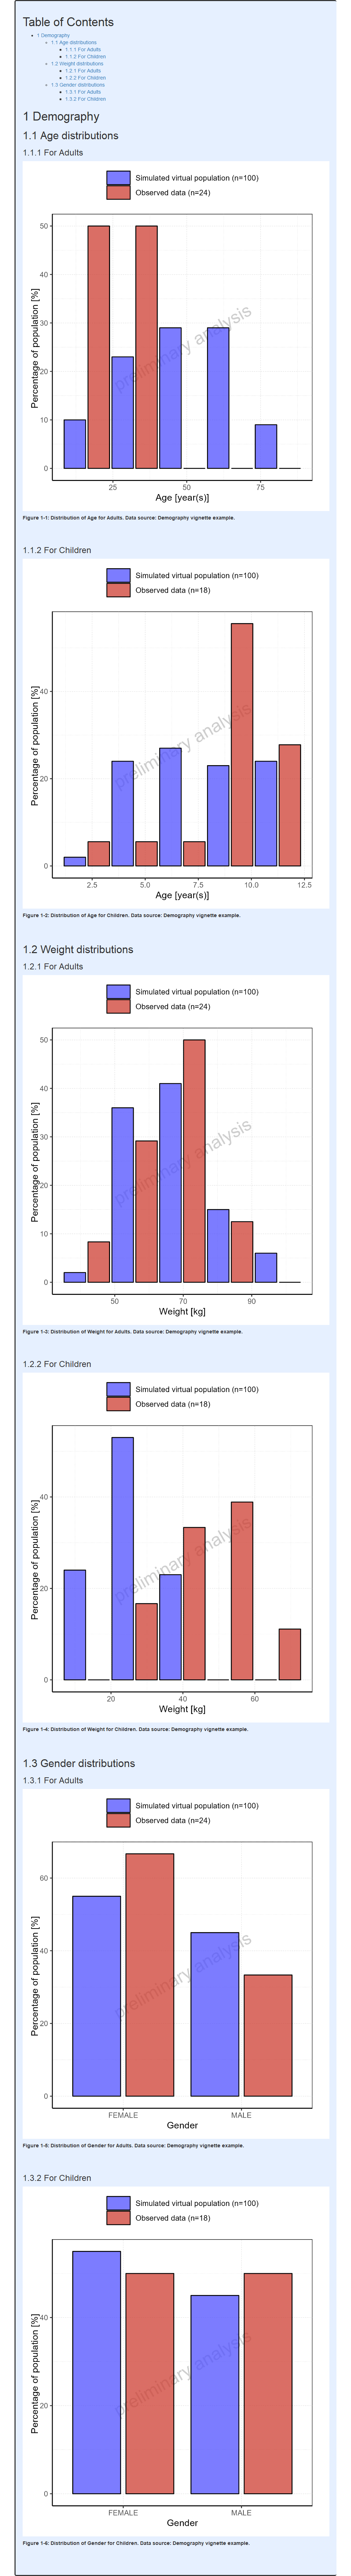 Table of Contents
1 Demography
1.1 Age distributions
1.1.1 For Adults
1.1.2 For Children
1.2 Weight distributions
1.2.1 For Adults
1.2.2 For Children
1.3 Gender distributions
1.3.1 For Adults
1.3.2 For Children
1 Demography
1.1 Age distributions
1.1.1 For Adults
Simulated virtual population (n=100)
Observed data (n=24)
Percentage of population [%]
50
40
30
20
10
0
preliminary analysis
25 50 75
Age [year(s)]
Figure 1-1: Distribution of Age for Adults. Data source: Demography vignette example.
1.1.2 For Children
Simulated virtual population (n=100)
Observed data (n=18)
Percentage of population [%]
40
20
0
preliminary analysis
2.5 5.0 7.5 10.0 12.5
Age [year(s)]
Figure 1-2: Distribution of Age for Children. Data source: Demography vignette example.
1.2 Weight distributions
1.2.1 For Adults
Simulated virtual population (n=100)
Observed data (n=24)
Percentage of population [%]
50
40
30
20
10
0
preliminary analysis
50 70 90
Weight [kg]
Figure 1-3: Distribution of Weight for Adults. Data source: Demography vignette example.
1.2.2 For Children
Simulated virtual population (n=100)
Observed data (n=18)
Percentage of population [%]
40
20
0
preliminary analysis
20 40 60
Weight [kg]
Figure 1-4: Distribution of Weight for Children. Data source: Demography vignette example.
1.3 Gender distributions
1.3.1 For Adults
Simulated virtual population (n=100)
Observed data (n=24)
Percentage of population [%]
60
40
20
0
preliminary analysis
FEMALE MALE
Gender
Figure 1-5: Distribution of Gender for Adults. Data source: Demography vignette example.
1.3.2 For Children
Simulated virtual population (n=100)
Observed data (n=18)
Percentage of population [%]
40
20
0
preliminary analysis
FEMALE MALE
Gender
Figure 1-6: Distribution of Gender for Children. Data source: Demography vignette example.